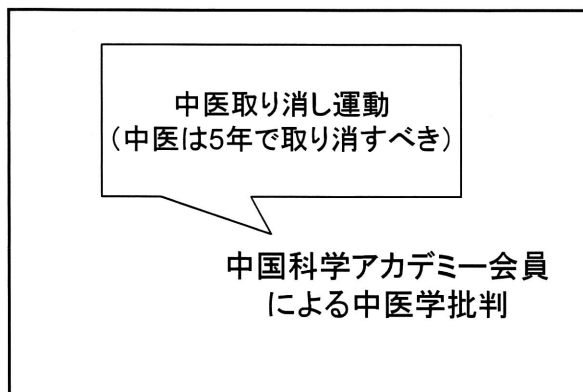 中医取り消し運動
(中医は5年で取り消すべき)
中国科学アカデミー会員
による中医学批判